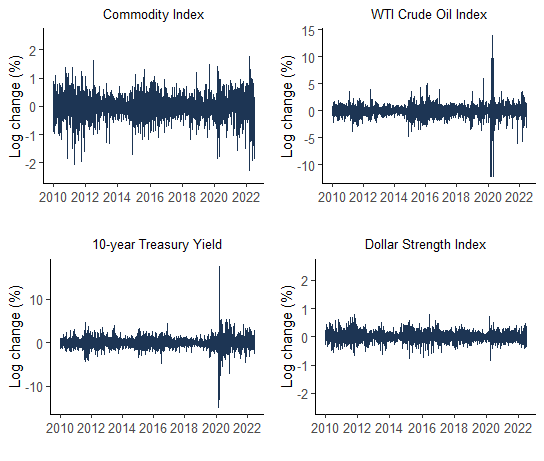 Commodity Index
Log change (%)
2
1
0
-1
-2
2010 2012 2014 2016 2018 2020 2022
WTI Crude Oil Index
Log change (%)
15
10
5
0
-5
-10
2010 2012 2014 2016 2018 2020 2022
10-year Treasury Yield
Log change (%)
10
0
-10
2010 2012 2014 2016 2018 2020 2022
Dollar Strength Index
Log change (%)
2
1
0
-1
-2
2010 2012 2014 2016 2018 2020 2022